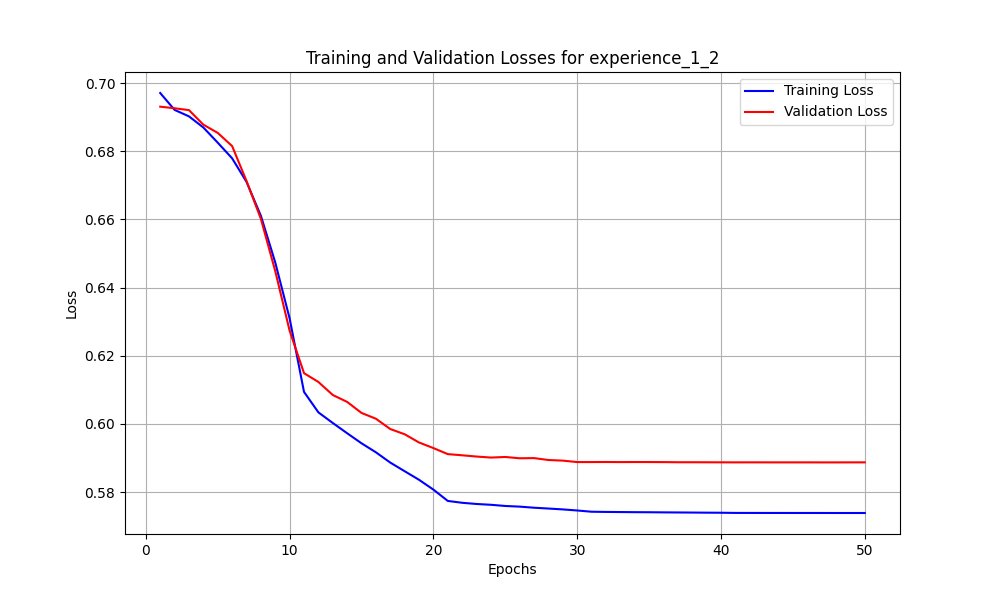 Training and Validation Losses for experience_1_2
Training Loss
Validation Loss
0.70
0.68
0.66
0.64
0.62
0.60
0.58
Loss
0 10 20 30 40 50
Epochs